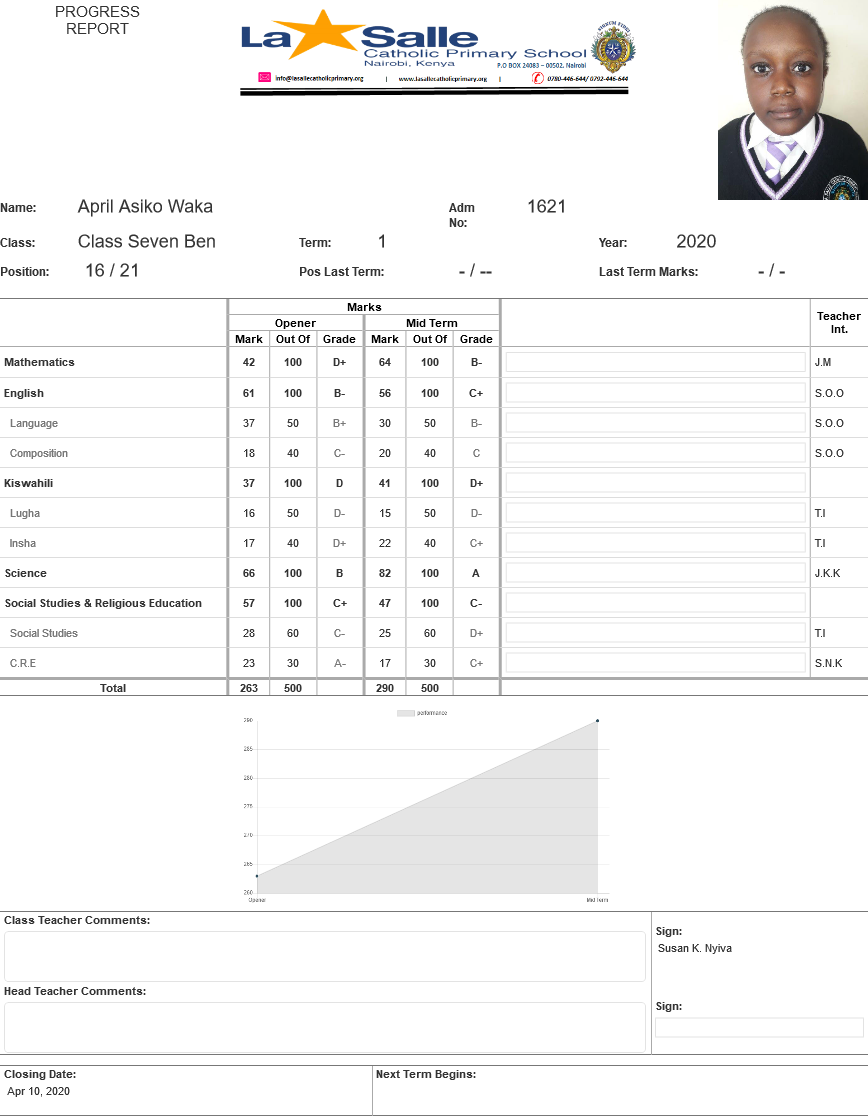 PROGRESS
REPORT
La Salle
Catholic Primary School
Nairobi, Kenya
P.O BOX 24083 – 00502, Nairobi
info@lasallecatholicprimary.org | www.lasallecatholicprimary.org | 0780-446-644/ 0792-446-644
Name: April Asiko Waka Adm No: 1621
Class: Class Seven Ben Term: 1 Year: 2020
Position: 16 / 21 Pos Last Term: - / -- Last Term Marks: - / -
Marks
Opener Mid Term Teacher Int.
Mark Out Of Grade Mark Out Of Grade
Mathematics 42 100 D+ 64 100 B- J.M
English 61 100 B- 56 100 C+ S.O.O
Language 37 50 B+ 30 50 B- S.O.O
Composition 18 40 C- 20 40 C S.O.O
Kiswahili 37 100 D 41 100 D+
Lugha 16 50 D- 15 50 D- T.I
Insha 17 40 D+ 22 40 C+ T.I
Science 66 100 B 82 100 A J.K.K
Social Studies & Religious Education 57 100 C+ 47 100 C-
Social Studies 28 60 C- 25 60 D+ T.I
C.R.E 23 30 A- 17 30 C+ S.N.K
Total 263 500 290 500
performance
290
285
280
275
270
265
260
Opener Mid Term
Class Teacher Comments:
Sign:
Susan K. Nyiva
Head Teacher Comments:
Sign:
Closing Date: Next Term Begins:
Apr 10, 2020